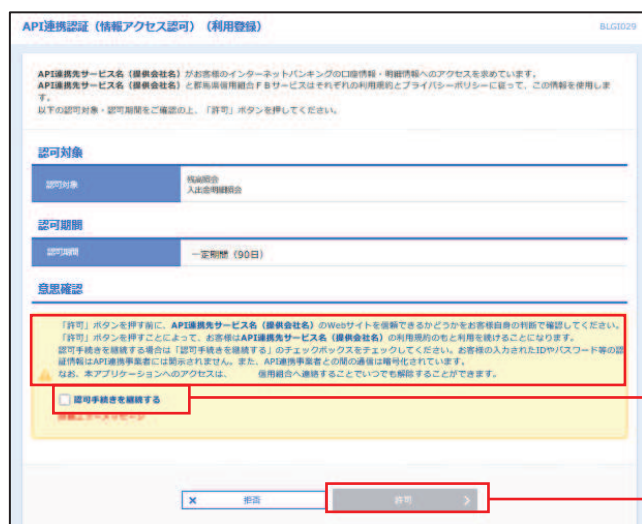 API連携認証（情報アクセス認可）（利用登録）
BLGI029
API連携先サービス名（提供会社名）がお客様のインターネットバンキングの口座情報・明細情報へのアクセスを求めています。
API連携先サービス名（提供会社名）と群馬県信用組合FBサービスはそれぞれの利用規約とプライバシーポリシーに従って、この情報を使用しま
す。
以下の認可対象・認可期間をご確認の上、「許可」ボタンを押してください。
認可対象
認可対象
残高照会
入出金明細照会
認可期間
認可期間
一定期間（90日）
意思確認
「許可」ボタンを押す前に、API連携先サービス名（提供会社名）のWebサイトを信頼できるかどうかをお客様自身の判断で確認してください。
「許可」ボタンを押すことによって、お客様はAPI連携先サービス名（提供会社名）の利用規約のもと利用を続けることになります。
認可手続きを継続する場合は「認可手続きを継続する」のチェックボックスをチェックしてください。お客様の入力されたIDやパスワード等の認
証情報はAPI連携事業者には開示されません。また、API連携事業者との間の通信は暗号化されています。
なお、本アプリケーションへのアクセスは、 信用組合へ連絡することでいつでも解除することができます。
認可手続きを継続する
詳細エラーメッセージ
× 拒否
許可 >